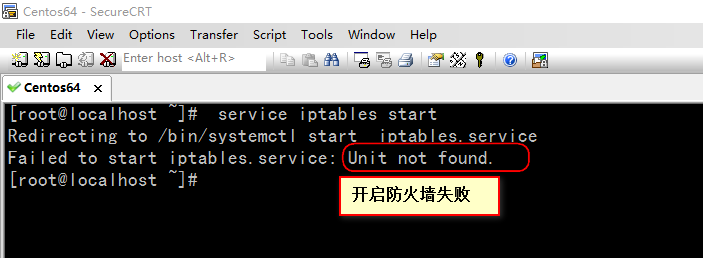 Centos64 - SecureCRT
File Edit View Options Transfer Script Tools Window Help
Enter host <Alt+R>
Centos64 x
[root@localhost ~]#  service iptables start
Redirecting to /bin/systemctl start  iptables.service
Failed to start iptables.service: Unit not found.
[root@localhost ~]#
开启防火墙失败